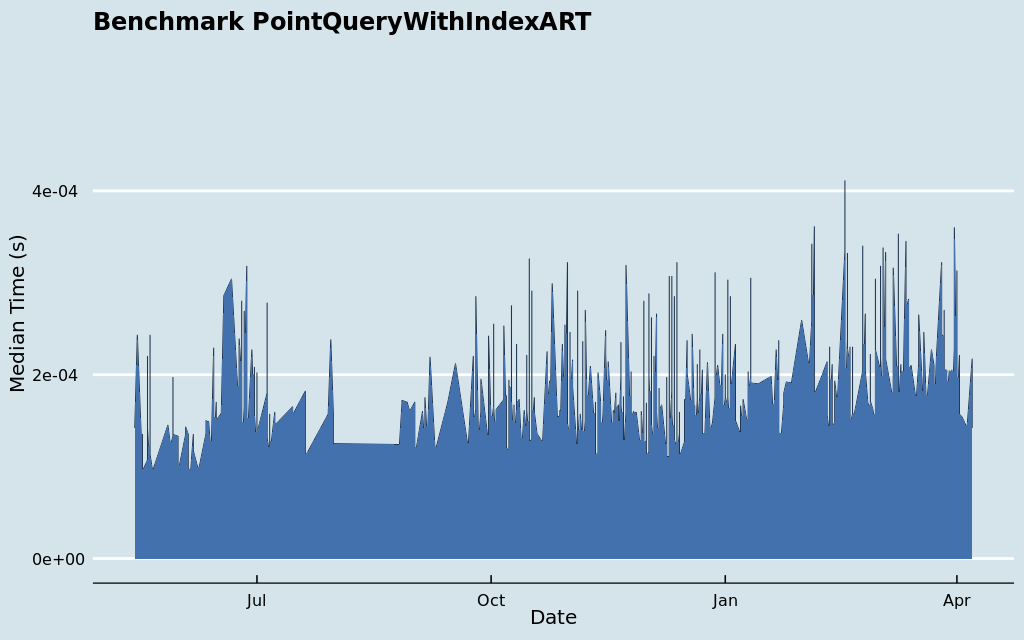 Benchmark PointQueryWithIndexART
Median Time (s)
4e-04
2e-04
0e+00
Jul
Oct
Jan
Apr
Date